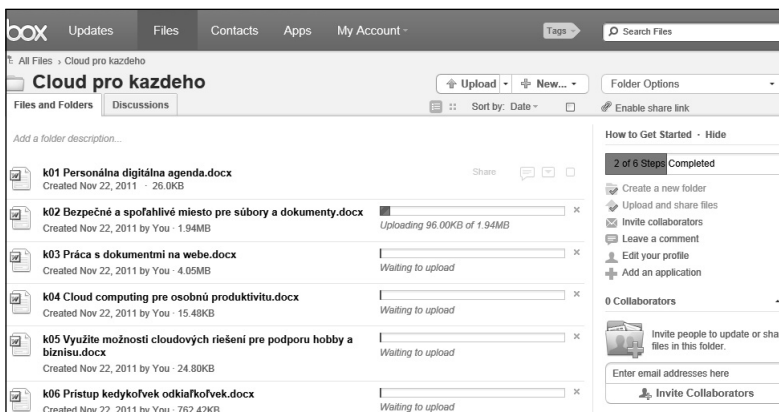 box Updates Files Contacts Apps My Account Tags Search Files
All Files › Cloud pro kazdeho
Cloud pro kazdeho
Upload New...
Folder Options
Files and Folders Discussions
Sort by: Date
Enable share link
Add a folder description...
How to Get Started · Hide
2 of 6 Steps Completed
k01 Personálna digitálna agenda.docx
Share
Created Nov 22, 2011 · 26.0KB
Create a new folder
Upload and share files
Invite collaborators
Leave a comment
Edit your profile
Add an application
k02 Bezpečné a spoľahlivé miesto pre súbory a dokumenty.docx
Created Nov 22, 2011 by You · 1.94MB
Uploading 96.00KB of 1.94MB
k03 Práca s dokumentmi na webe.docx
Created Nov 22, 2011 by You · 4.05MB
Waiting to upload
k04 Cloud computing pre osobnú produktivitu.docx
Created Nov 22, 2011 by You · 15.48KB
Waiting to upload
0 Collaborators
Invite people to update or sha
files in this folder.
k05 Využite možnosti cloudových riešení pre podporu hobby a
biznisu.docx
Created Nov 22, 2011 by You · 24.80KB
Waiting to upload
Enter email addresses here
Invite Collaborators
k06 Pristup kedykoľvek odkiaľkoľvek.docx
Created Nov 22, 2011 by You · 762.42KB
Waiting to upload